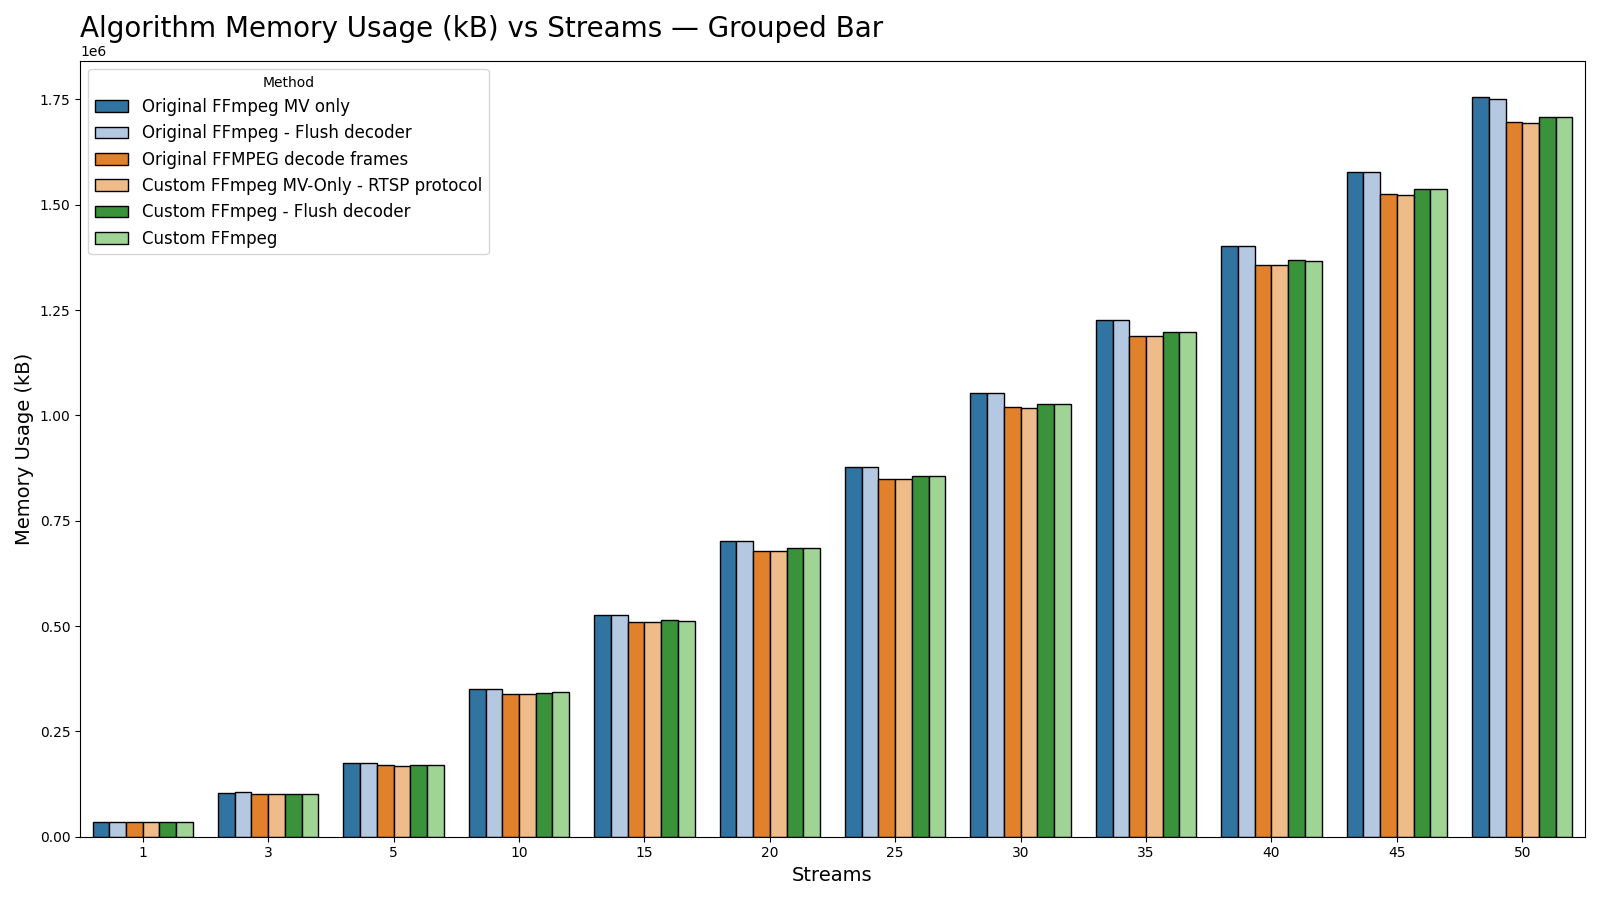 Algorithm Memory Usage (kB) vs Streams — Grouped Bar
1e6
Method
Original FFmpeg MV only
Original FFmpeg - Flush decoder
Original FFMPEG decode frames
Custom FFmpeg MV-Only - RTSP protocol
Custom FFmpeg - Flush decoder
Custom FFmpeg
1.75
1.50
1.25
1.00
0.75
0.50
0.25
0.00
Memory Usage (kB)
1 3 5 10 15 20 25 30 35 40 45 50
Streams